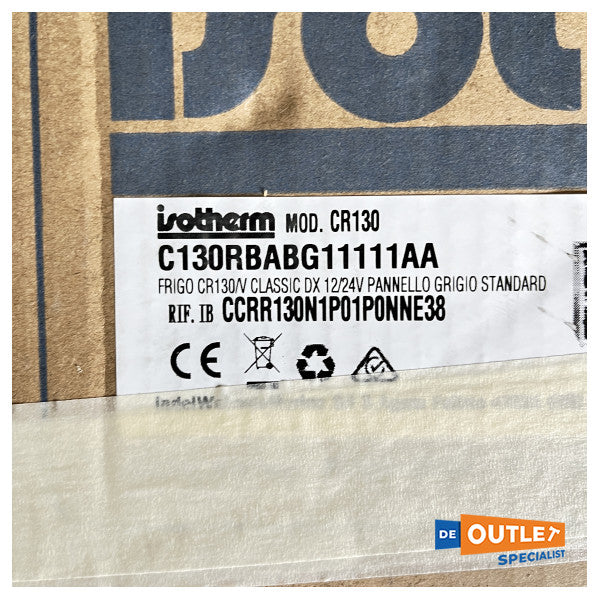 isotherm MOD. CR130
C130RBABG11111AA
FRIGO CR130/V CLASSIC DX 12/24V PANNELLO GRIGIO STANDARD
RIF. IB CCRR130N1P01P0NNE38
CE
DE OUTLET
SPECIALIST